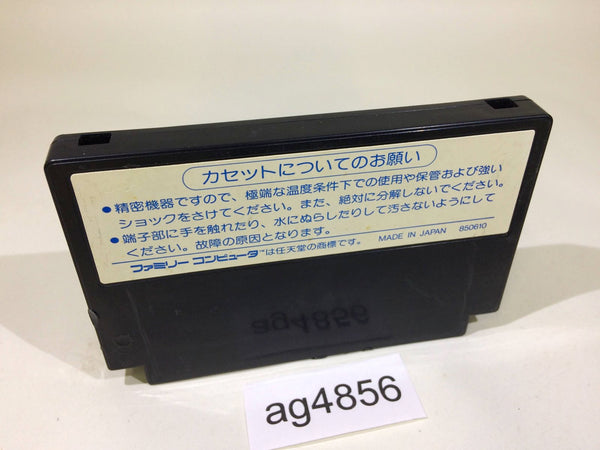 カセットについてのお願い
●精密機器ですので、極端な温度条件下での使用や保管および強い
ショックをさけてください。また、絶対に分解しないでください。
●端子部に手を触れたり、水にぬらしたりして汚さないようにして
ください。故障の原因となります。
MADE IN JAPAN 850610
ファミリー コンピュータ™は任天堂の商標です。
ag4856
ag4856